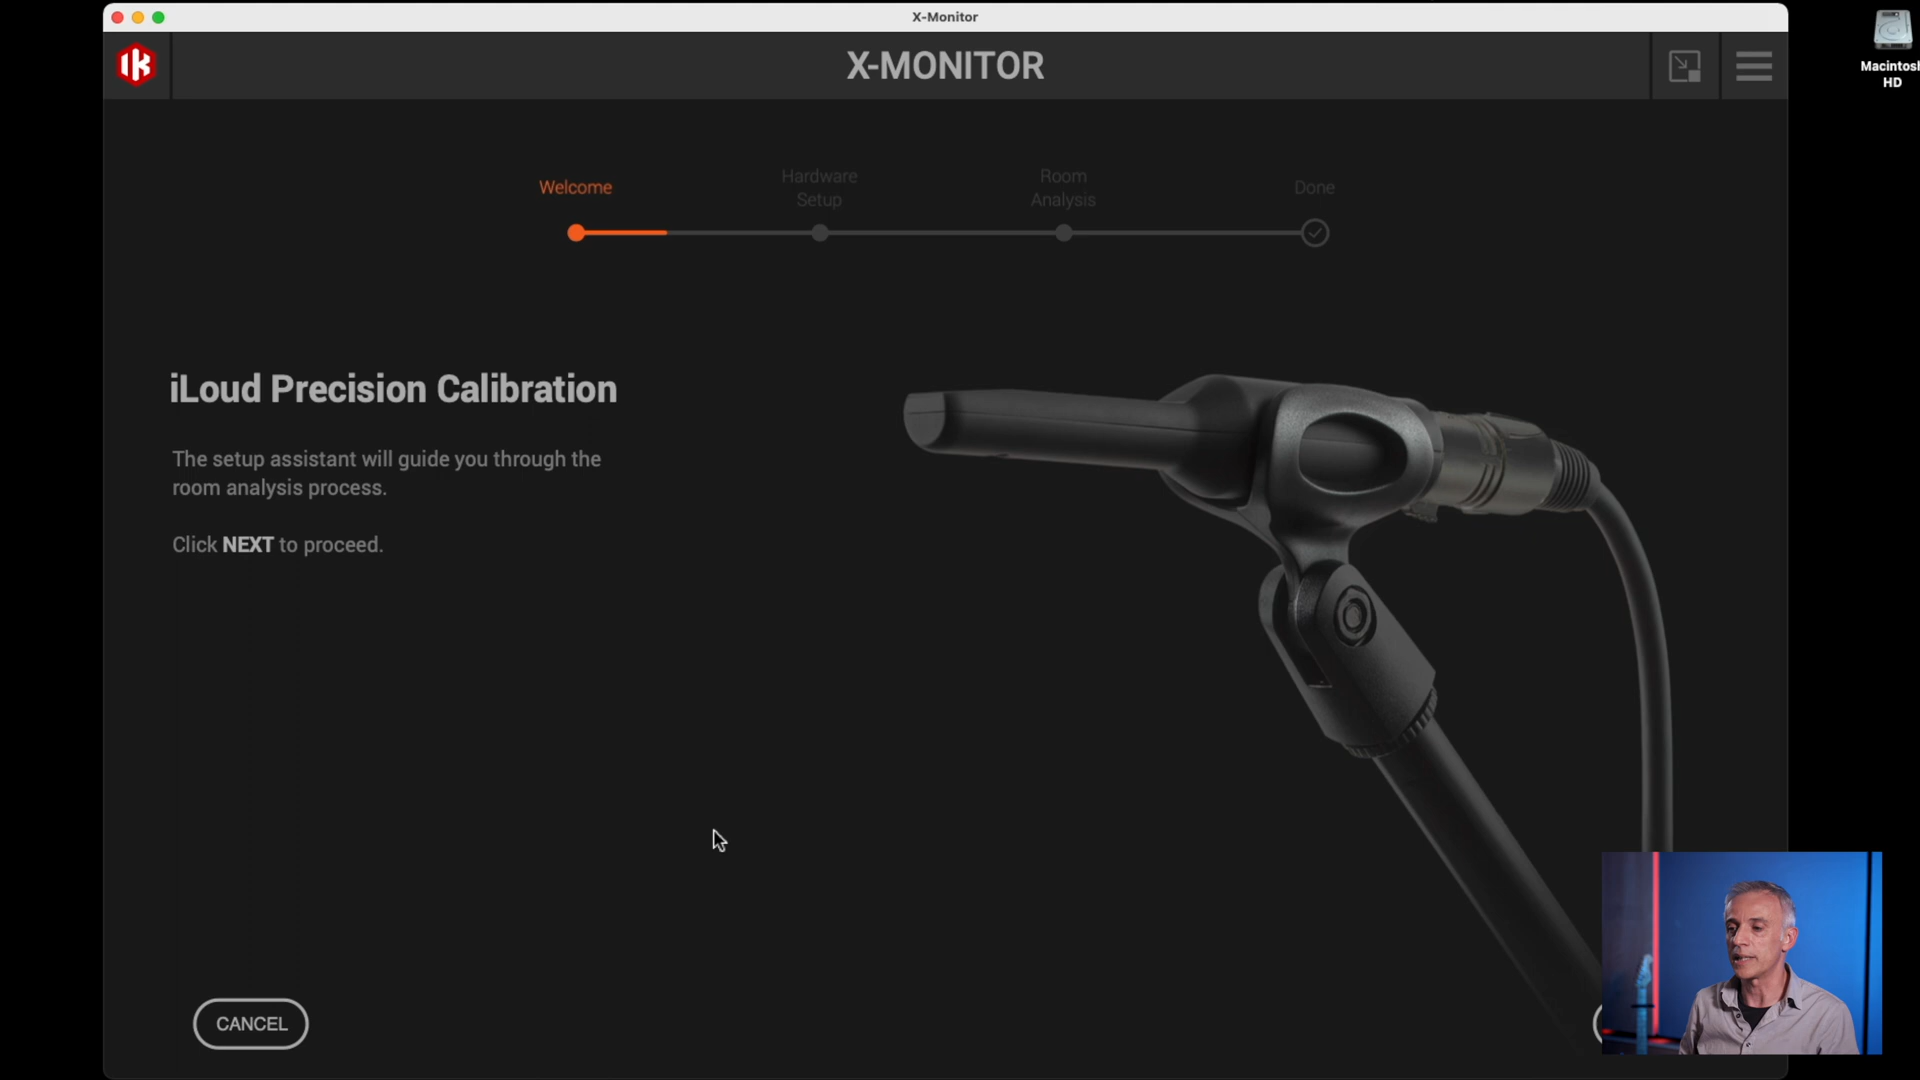 X-Monitor
X-MONITOR
Macintosh
HD
Welcome
Hardware
Setup
Room
Analysis
Done
iLoud Precision Calibration
The setup assistant will guide you through the
room analysis process.
Click NEXT to proceed.
CANCEL